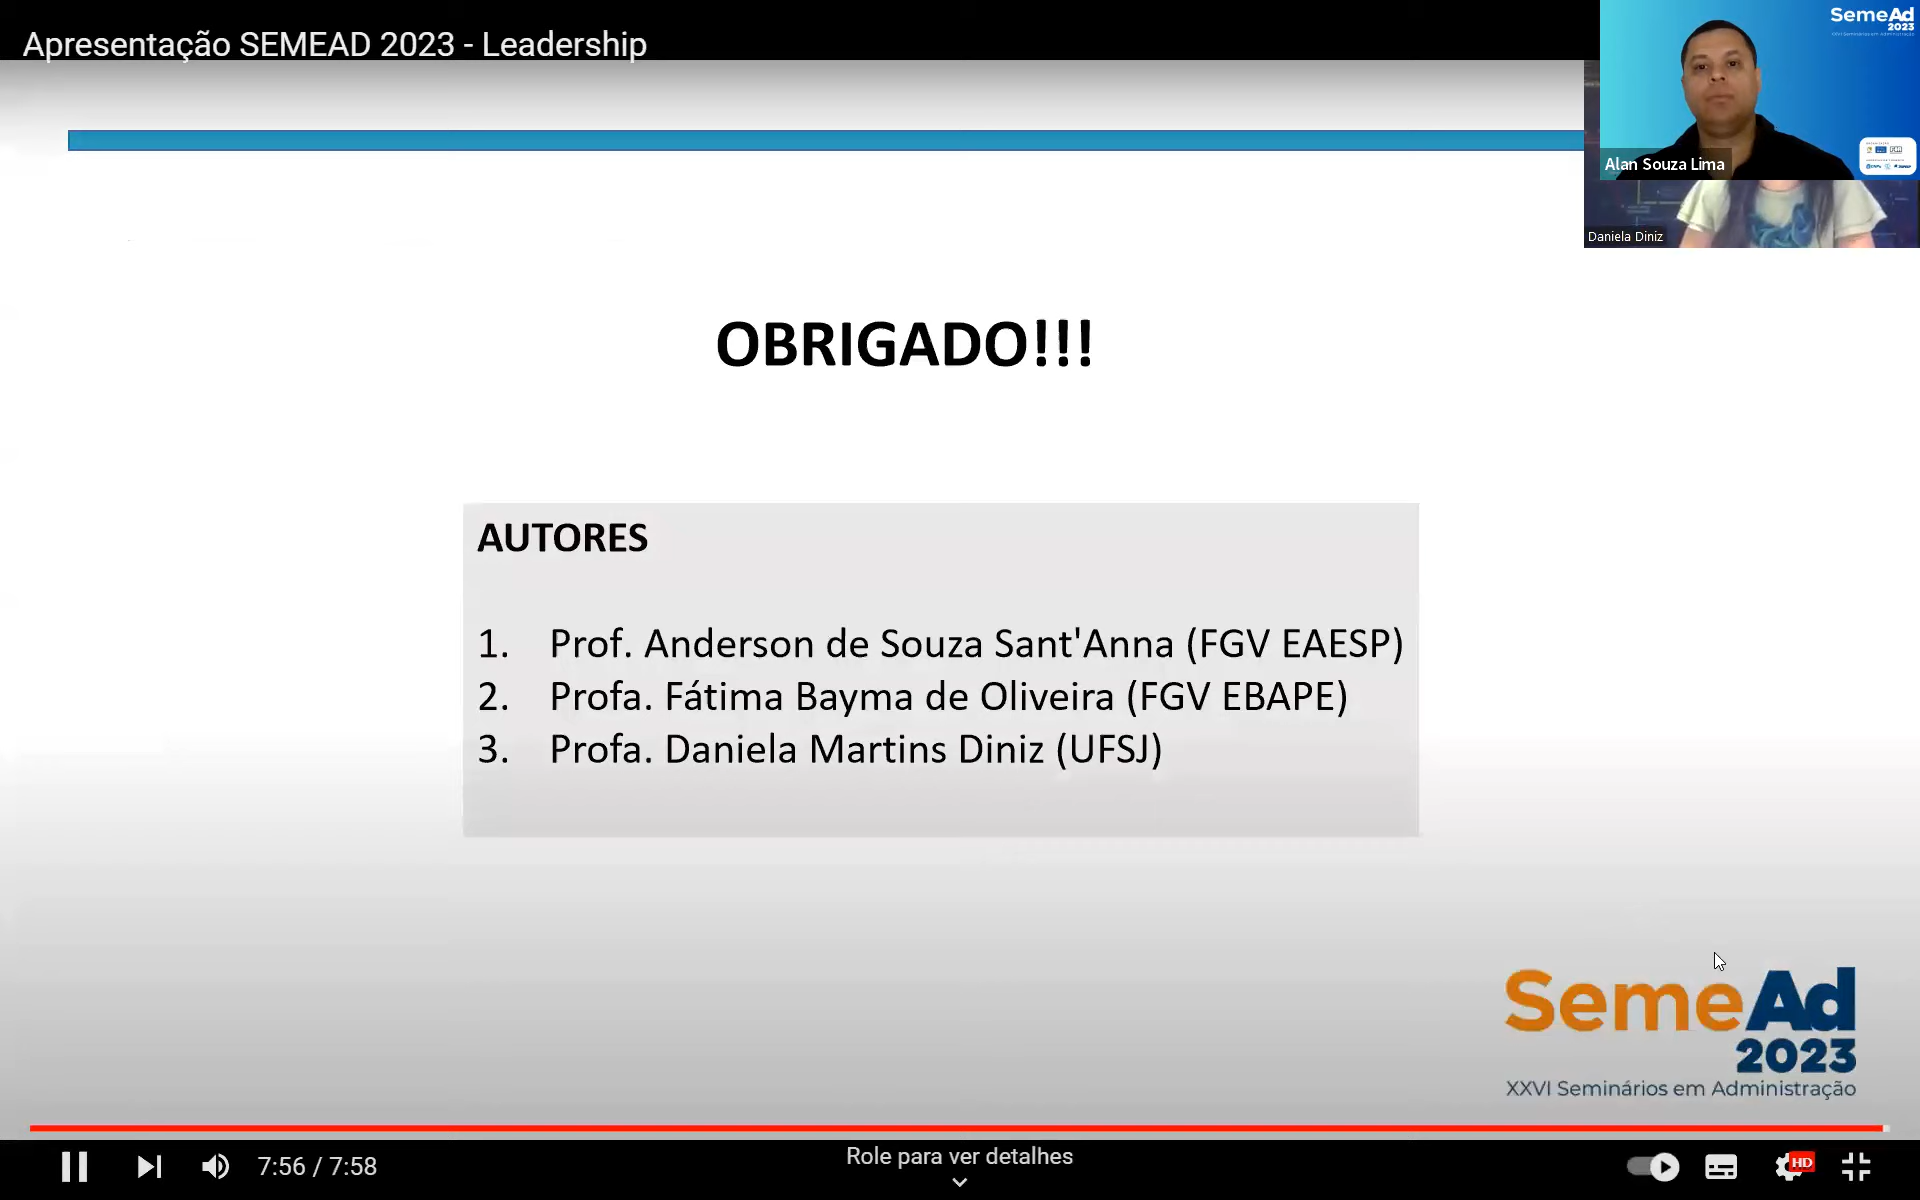 Apresentação SEMEAD 2023 - Leadership
SemeAd
2023
Alan Souza Lima
Daniela Diniz
OBRIGADO!!!
AUTORES
1. Prof. Anderson de Souza Sant'Anna (FGV EAESP)
2. Profa. Fátima Bayma de Oliveira (FGV EBAPE)
3. Profa. Daniela Martins Diniz (UFSJ)
SemeAd
2023
XXVI Seminários em Administração
7:56 / 7:58
Role para ver detalhes
HD